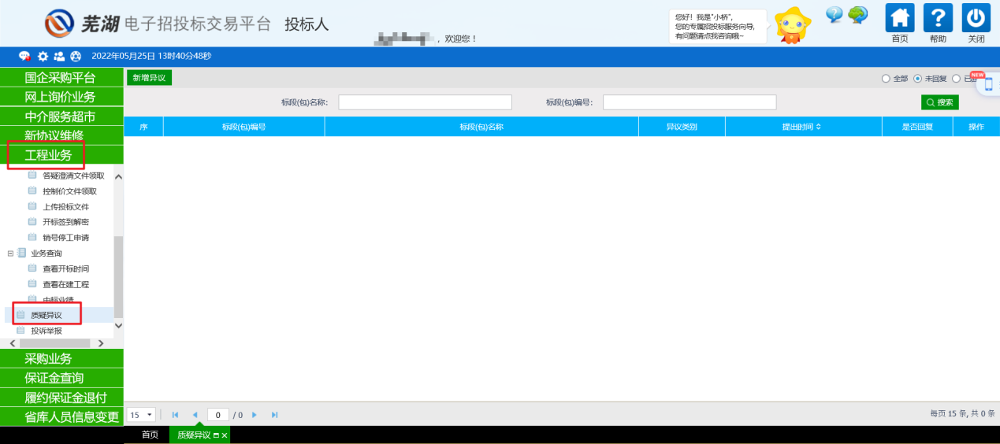 芜湖 电子招投标交易平台 投标人
，欢迎您！
您好！我是"小桥",
您的专属招投标服务向导,
有问题请点我咨询哦~
首页 帮助 关闭
2022年05月25日 13时40分48秒
国企采购平台
网上询价业务
中介服务超市
新协议维修
工程业务
答疑澄清文件领取
控制价文件领取
上传投标文件
开标签到解密
销号停工申请
业务查询
查看开标时间
查看在建工程
中标业绩
质疑异议
投诉举报
采购业务
保证金查询
履约保证金退付
省库人员信息变更
新增异议
全部 未回复 已
NEW
标段(包)名称: 标段(包)编号: 搜索
序 标段(包)编号 标段(包)名称 异议类别 提出时间 是否回复 操作
15 0 / 0 每页 15 条, 共 0 条
首页 质疑异议